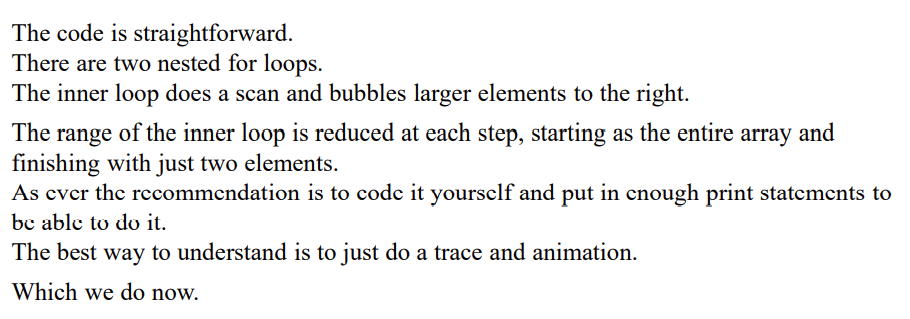 The code is straightforward.
There are two nested for loops.
The inner loop does a scan and bubbles larger elements to the right.
The range of the inner loop is reduced at each step, starting as the entire array and
finishing with just two elements.
As ever the recommendation is to code it yourself and put in enough print statements to
be able to do it.
The best way to understand is to just do a trace and animation.
Which we do now.